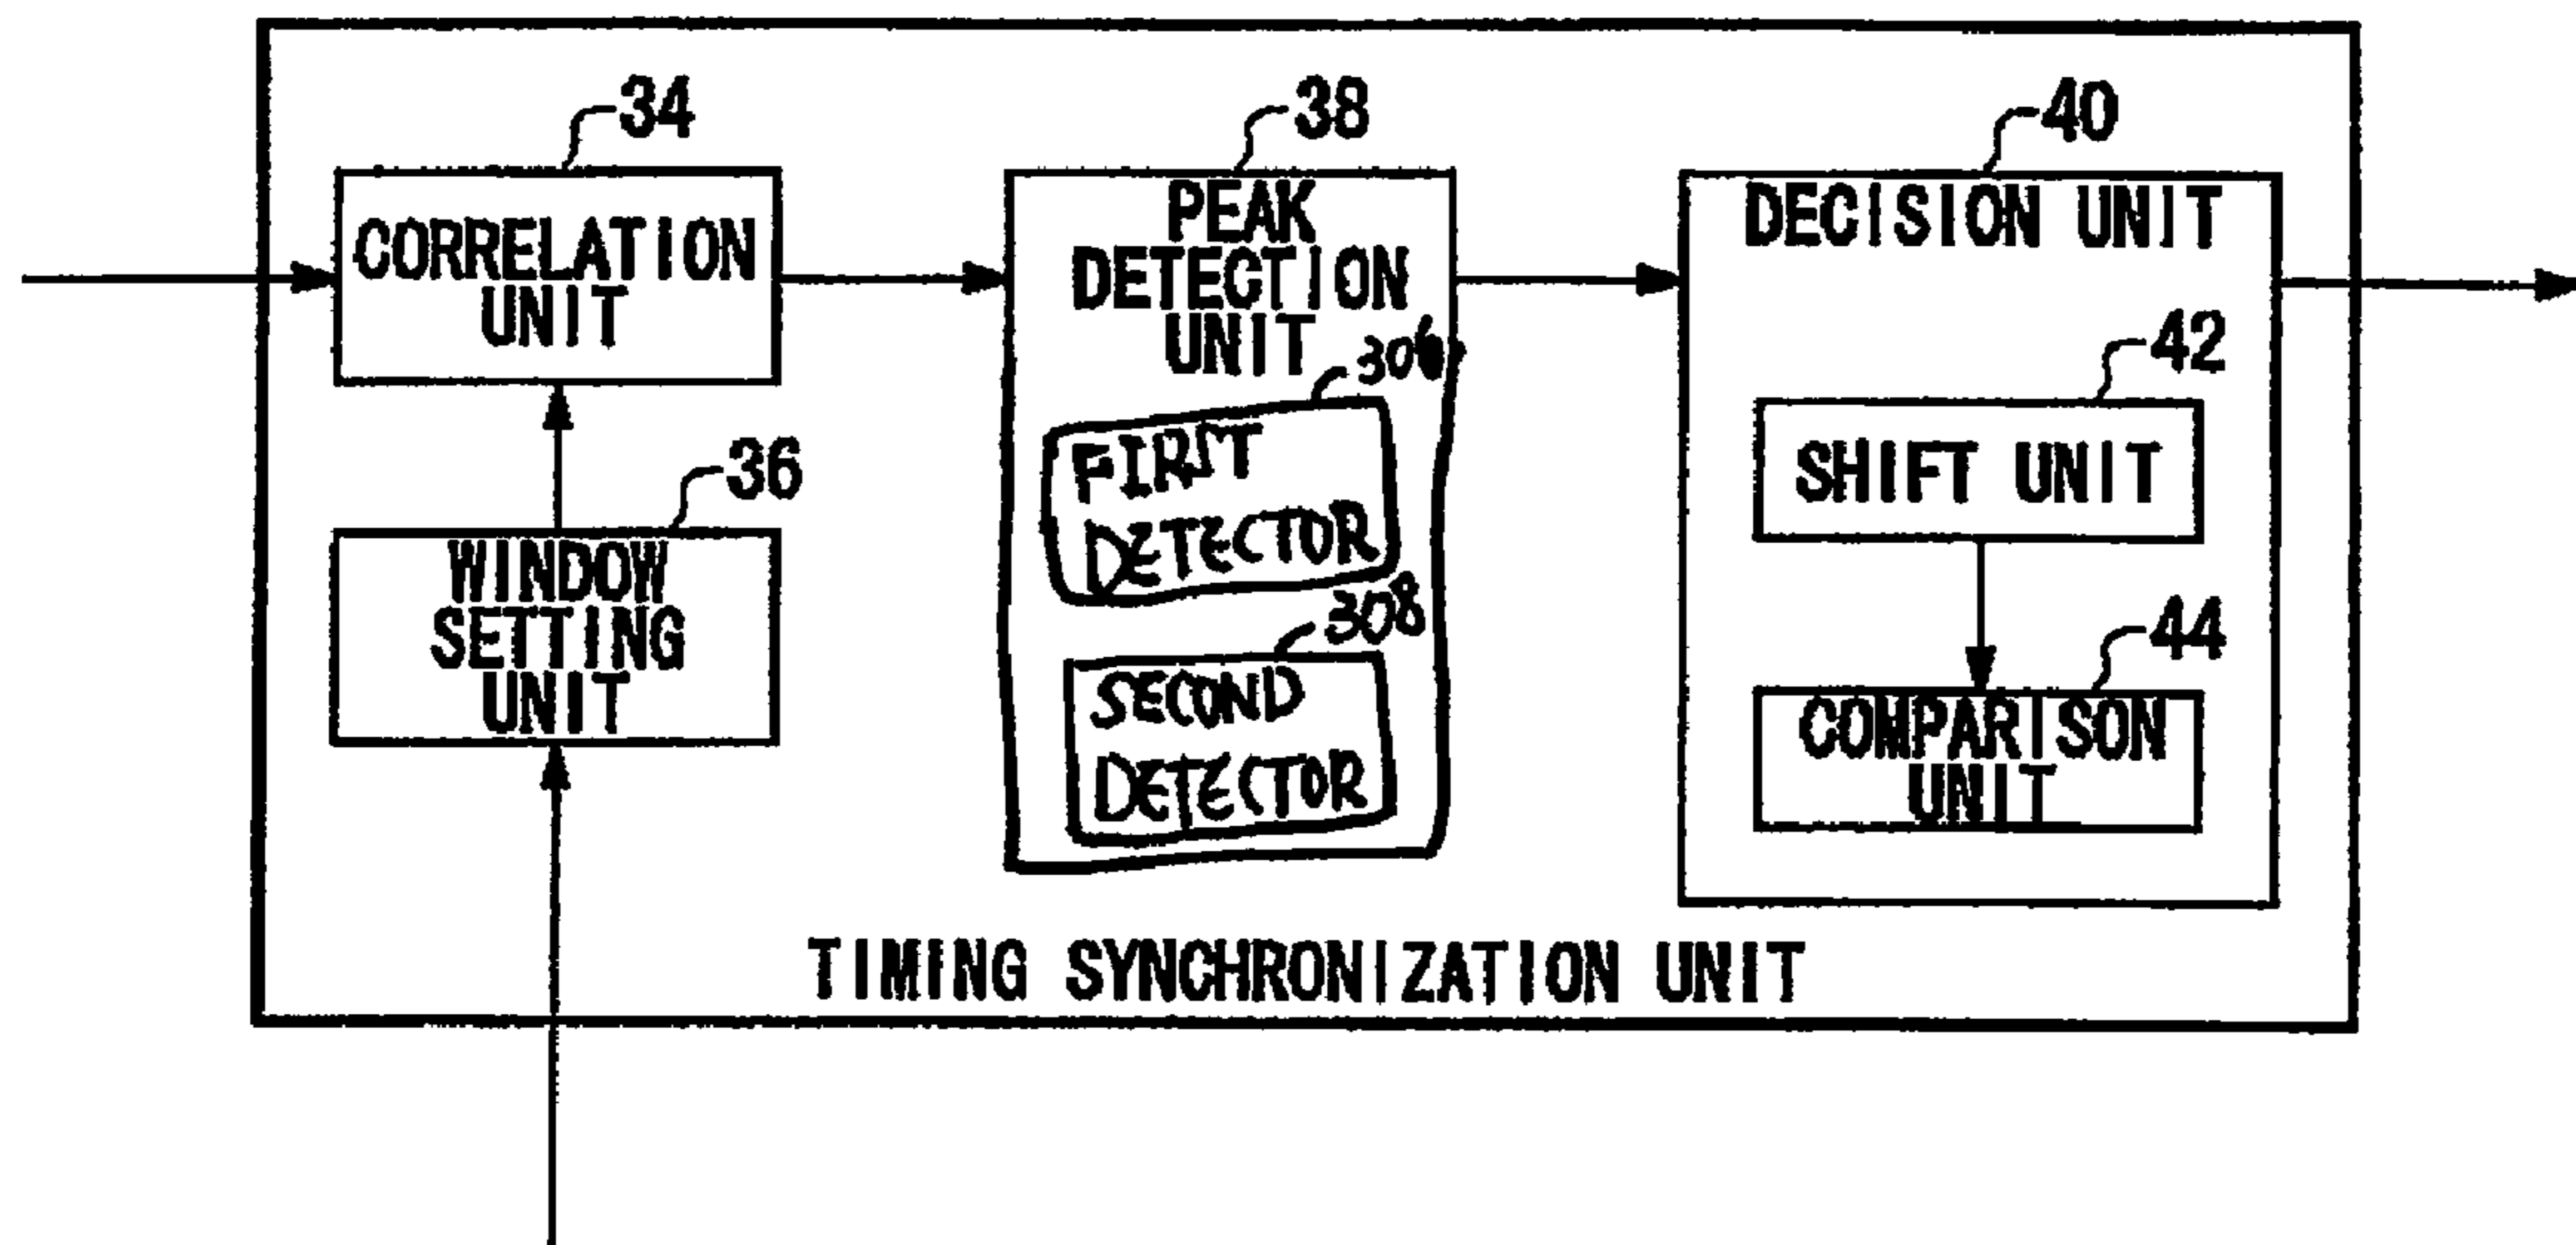 34
CORRELATION
UNIT
36
WINDOW
SETTING
UNIT
38
PEAK
DETECTION
UNIT
306
FIRST
DETECTOR
308
SECOND
DETECTOR
40
DECISION UNIT
42
SHIFT UNIT
44
COMPARISON
UNIT
TIMING SYNCHRONIZATION UNIT